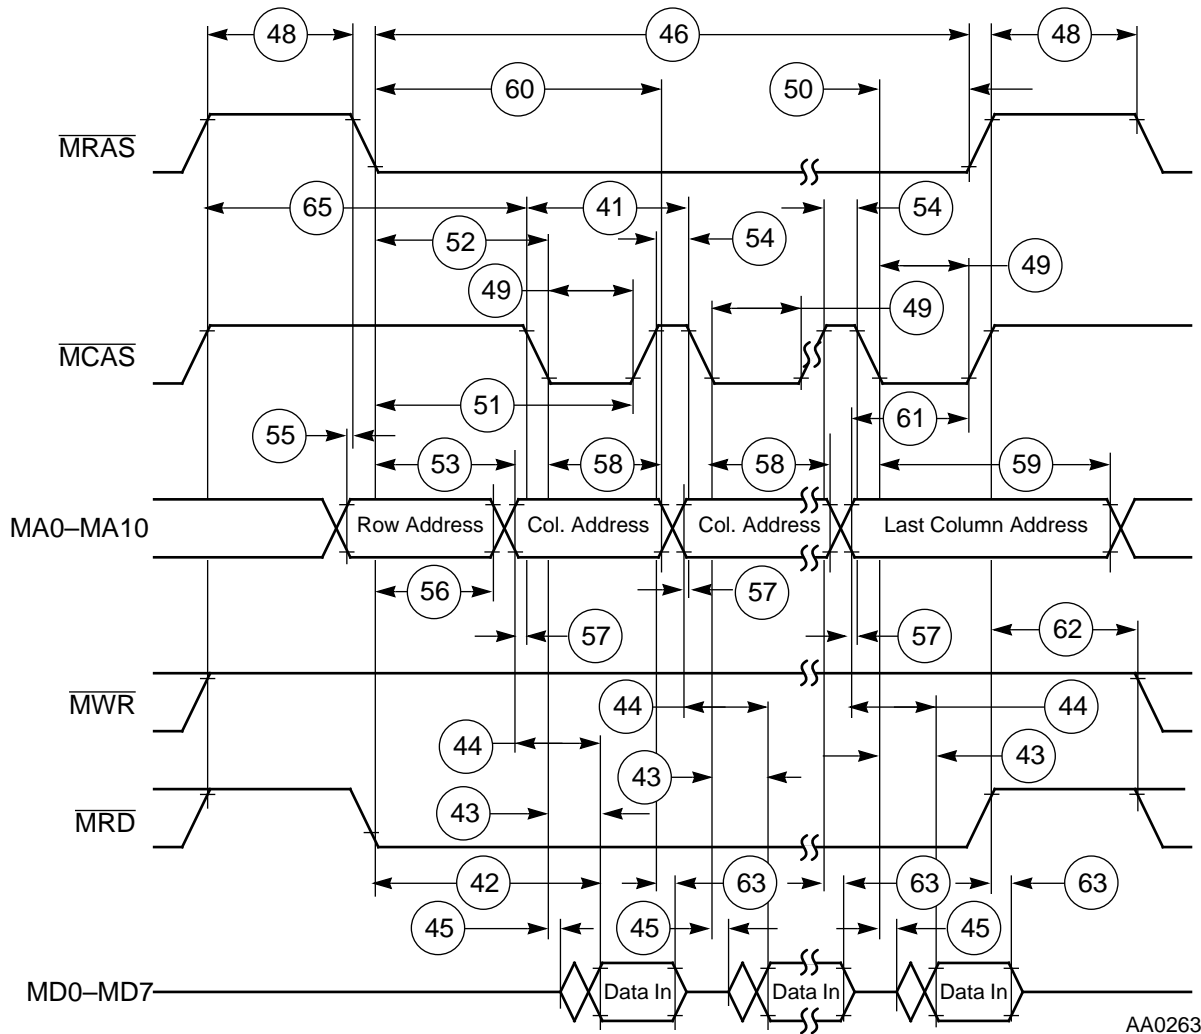 48 46 48
60 50
MRAS
65 41 54
52 54
49 49
49
MCAS
51 61
55
53 58 58 59
MA0–MA10 Row Address Col. Address Col. Address Last Column Address
56 57
57 57 62
MWR
44 44
44
43 43
43
MRD
42 63 63 63
45 45 45
MD0–MD7 Data In Data In Data In
AA0263